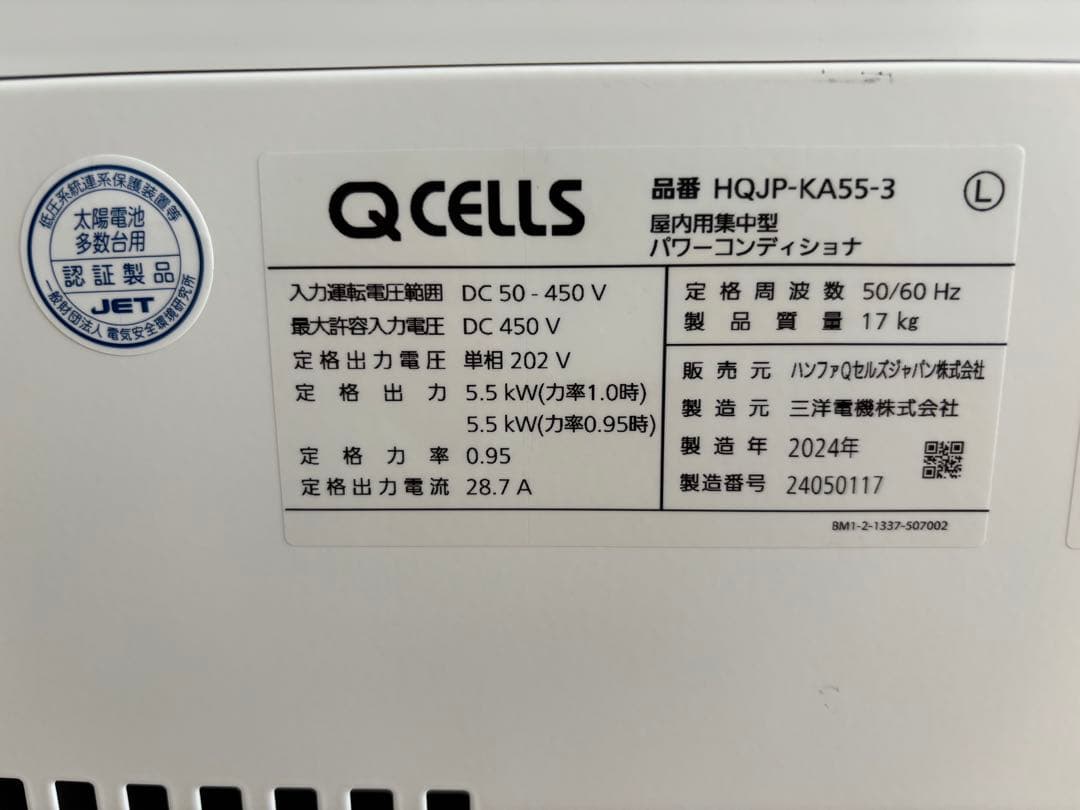 低圧系統連系保護装置等
太陽電池
多数台用
認証製品
JET
一般財団法人 電気安全環境研究所
Q CELLS
品番 HQJP-KA55-3
L
屋内用集中型
パワーコンディショナ
入力運転電圧範囲 DC 50 - 450 V
最大許容入力電圧 DC 450 V
定格出力電圧 単相 202 V
定格出力 5.5 kW(力率1.0時)
5.5 kW(力率0.95時)
定格力率 0.95
定格出力電流 28.7 A
定格周波数 50/60 Hz
製品質量 17 kg
販売元 ハンファQセルズジャパン株式会社
製造元 三洋電機株式会社
製造年 2024年
製造番号 24050117
BM1-2-1337-507002